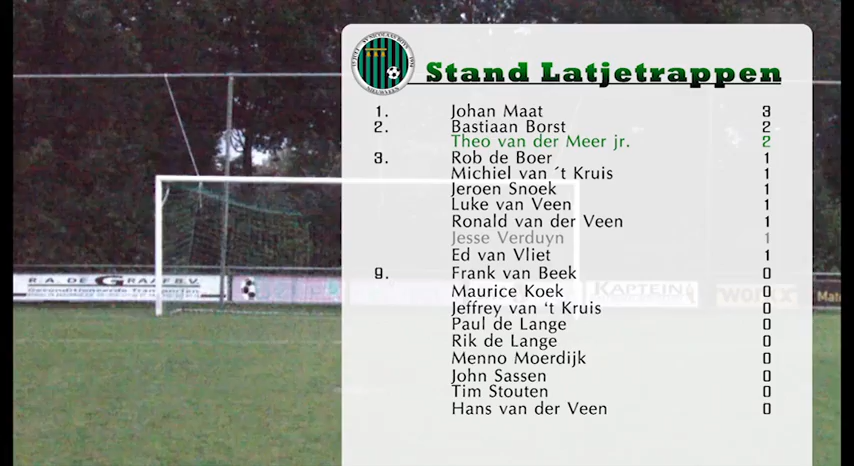 Stand Latjetrappen
1. Johan Maat 3
2. Bastiaan Borst 2
Theo van der Meer jr. 2
3. Rob de Boer 1
Michiel van ´t Kruis 1
Jeroen Snoek 1
Luke van Veen 1
Ronald van der Veen 1
Jesse Verduyn 1
Ed van Vliet 1
9. Frank van Beek 0
Maurice Koek 0
Jeffrey van ‘t Kruis 0
Paul de Lange 0
Rik de Lange 0
Menno Moerdijk 0
John Sassen 0
Tim Stouten 0
Hans van der Veen 0
R.A. DE GRAAF B.V.
KAPTEIN